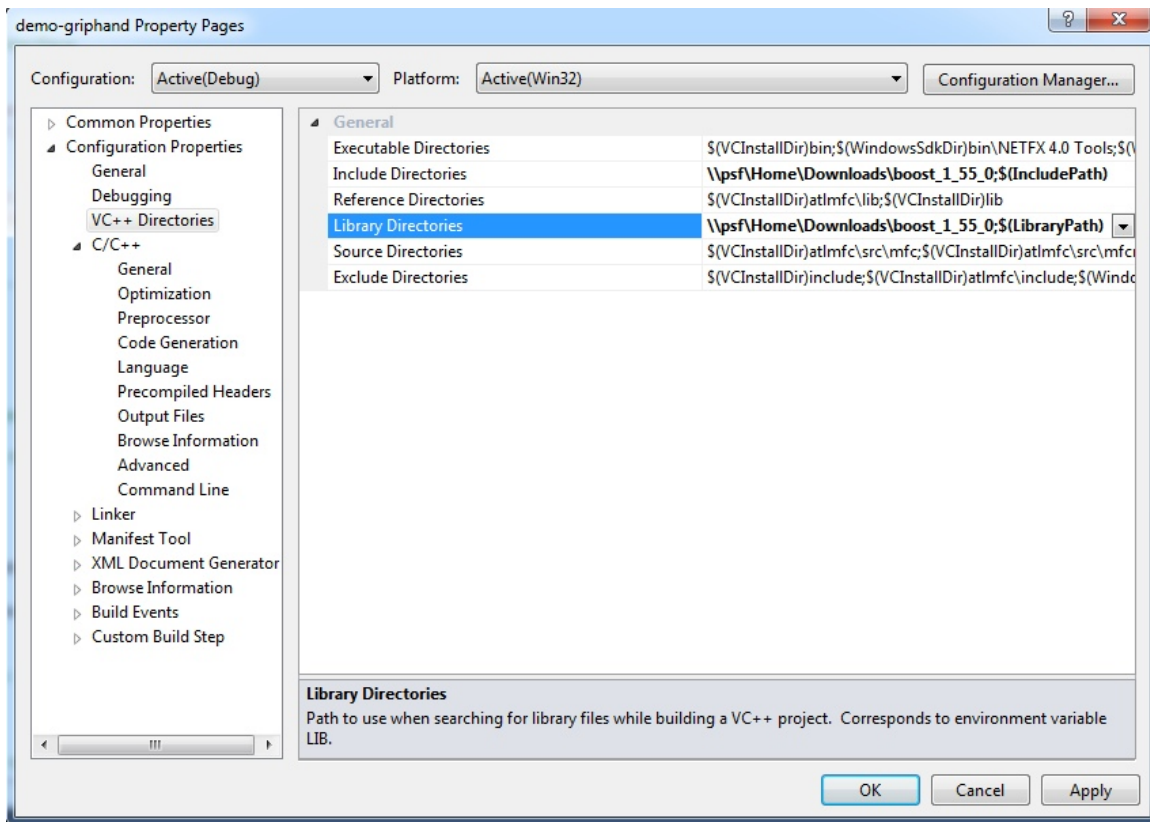 demo-griphand Property Pages
Configuration: Active(Debug) Platform: Active(Win32) Configuration Manager...
Common Properties
Configuration Properties
General
Debugging
VC++ Directories
C/C++
General
Optimization
Preprocessor
Code Generation
Language
Precompiled Headers
Output Files
Browse Information
Advanced
Command Line
Linker
Manifest Tool
XML Document Generator
Browse Information
Build Events
Custom Build Step
General
Executable Directories $(VCInstallDir)bin;$(WindowsSdkDir)bin\NETFX 4.0 Tools;$(
Include Directories \\psf\Home\Downloads\boost_1_55_0;$(IncludePath)
Reference Directories $(VCInstallDir)atlmfc\lib;$(VCInstallDir)lib
Library Directories \\psf\Home\Downloads\boost_1_55_0;$(LibraryPath)
Source Directories $(VCInstallDir)atlmfc\src\mfc;$(VCInstallDir)atlmfc\src\mfc
Exclude Directories $(VCInstallDir)include;$(VCInstallDir)atlmfc\include;$(Wind
Library Directories
Path to use when searching for library files while building a VC++ project. Corresponds to environment variable
LIB.
OK Cancel Apply